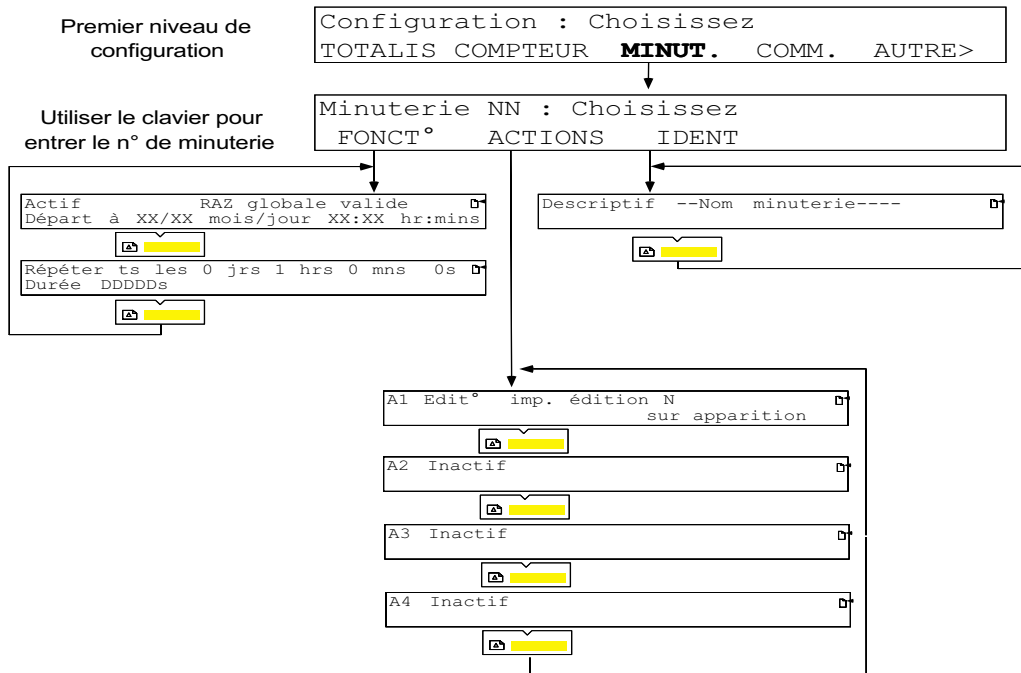 Premier niveau de
configuration
Configuration : Choisissez
TOTALIS COMPTEUR MINUT. COMM. AUTRE>
Utiliser le clavier pour
entrer le n° de minuterie
Minuterie NN : Choisissez
FONCT° ACTIONS IDENT
Actif RAZ globale valide
Départ à XX/XX mois/jour XX:XX hr:mins
Répéter ts les 0 jrs 1 hrs 0 mns 0s
Durée DDDDDs
Descriptif --Nom minuterie----
A1 Edit° imp. édition N
sur apparition
A2 Inactif
A3 Inactif
A4 Inactif